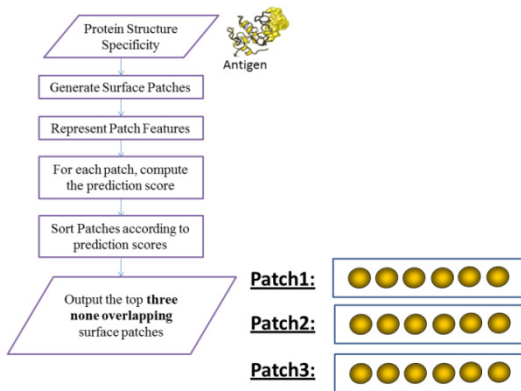 Protein Structure
Specificity
Antigen
Generate Surface Patches
Represent Patch Features
For each patch, compute
the prediction score
Sort Patches according to
prediction scores
Output the top three
none overlapping
surface patches
Patch1:
Patch2:
Patch3: